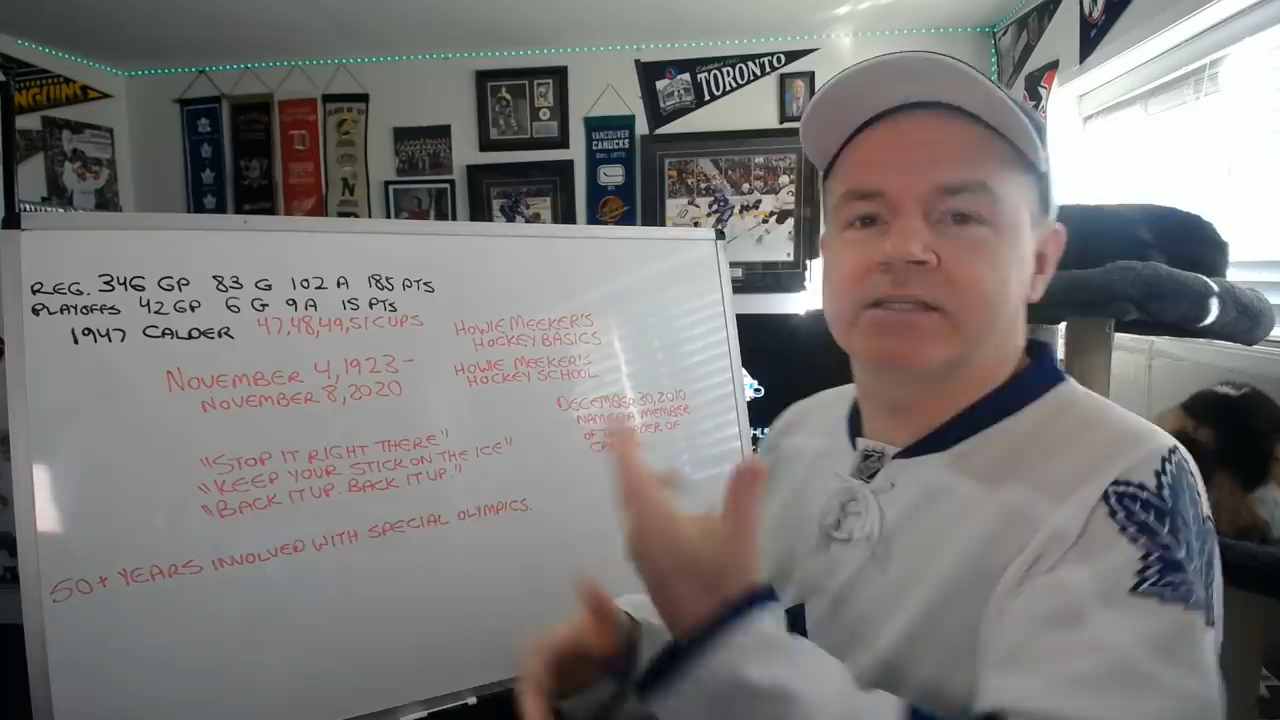 NGUINS
TORONTO
VANCOUVER
CANUCKS
REG. 346 GP 83 G 102 A 185 PTS
PLAYOFFS 42 GP 6 G 9 A 15 PTS
1947 CALDER 47,48,49,51 CUPS
HOWIE MEEKER'S
HOCKEY BASICS
HOWIE MEEKER'S
HOCKEY SCHOOL
NOVEMBER 4, 1923-
NOVEMBER 8, 2020
DECEMBER 30, 2010
NAMED A MEMBER
OF
"STOP IT RIGHT THERE"
"KEEP YOUR STICK ON THE ICE"
"BACK IT UP. BACK IT UP."
50+ YEARS INVOLVED WITH SPECIAL OLYMPICS.